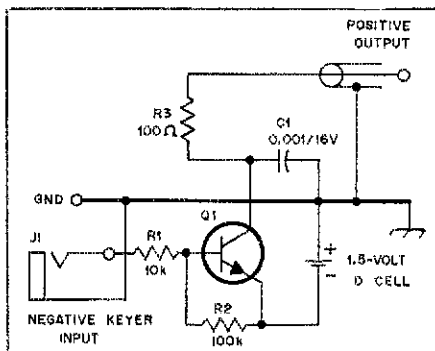 POSITIVE
OUTPUT
R3
100Ω
C1
0.001/16V
GND
Q1
J1
R1
10k
+
1.5-VOLT
-
D CELL
R2
100k
NEGATIVE KEYER
INPUT